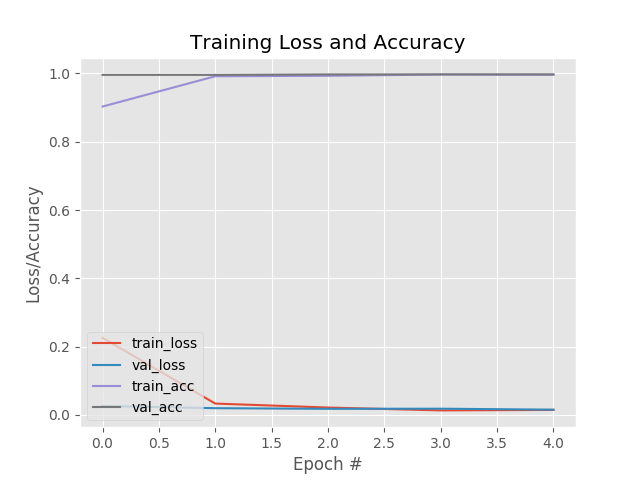 Training Loss and Accuracy
1.0
0.8
0.6
0.4
0.2
0.0
Loss/Accuracy
train_loss
val_loss
train_acc
val_acc
0.0 0.5 1.0 1.5 2.0 2.5 3.0 3.5 4.0
Epoch #